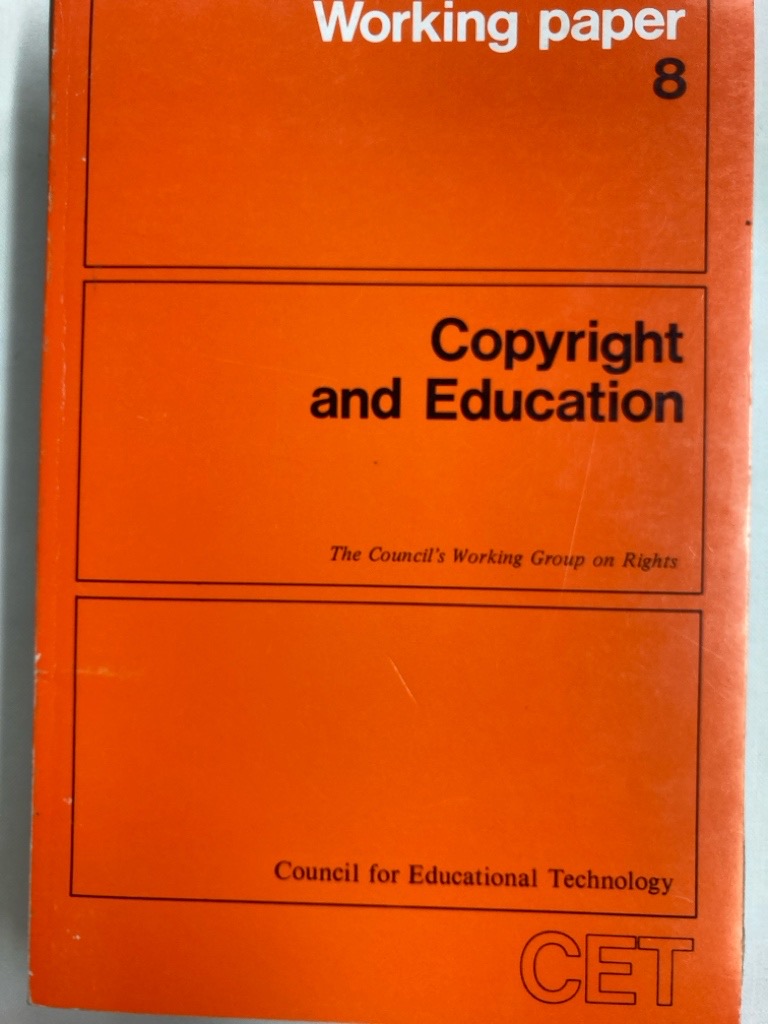 Working paper
8
Copyright
and Education
The Council's Working Group on Rights
Council for Educational Technology
CET